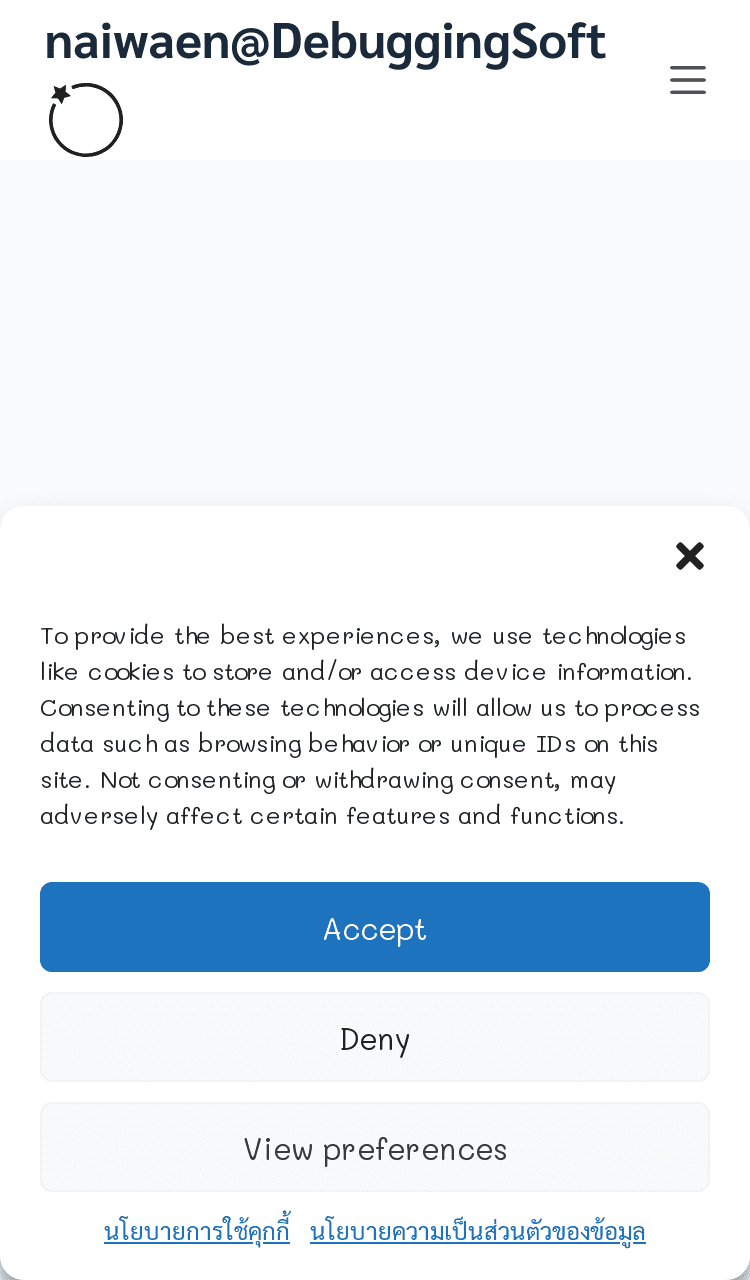 naiwaen@DebuggingSoft
To provide the best experiences, we use technologies
like cookies to store and/or access device information.
Consenting to these technologies will allow us to process
data such as browsing behavior or unique IDs on this
site. Not consenting or withdrawing consent, may
adversely affect certain features and functions.
Accept
Deny
View preferences
นโยบายการใช้คุกกี้ นโยบายความเป็นส่วนตัวของข้อมูล